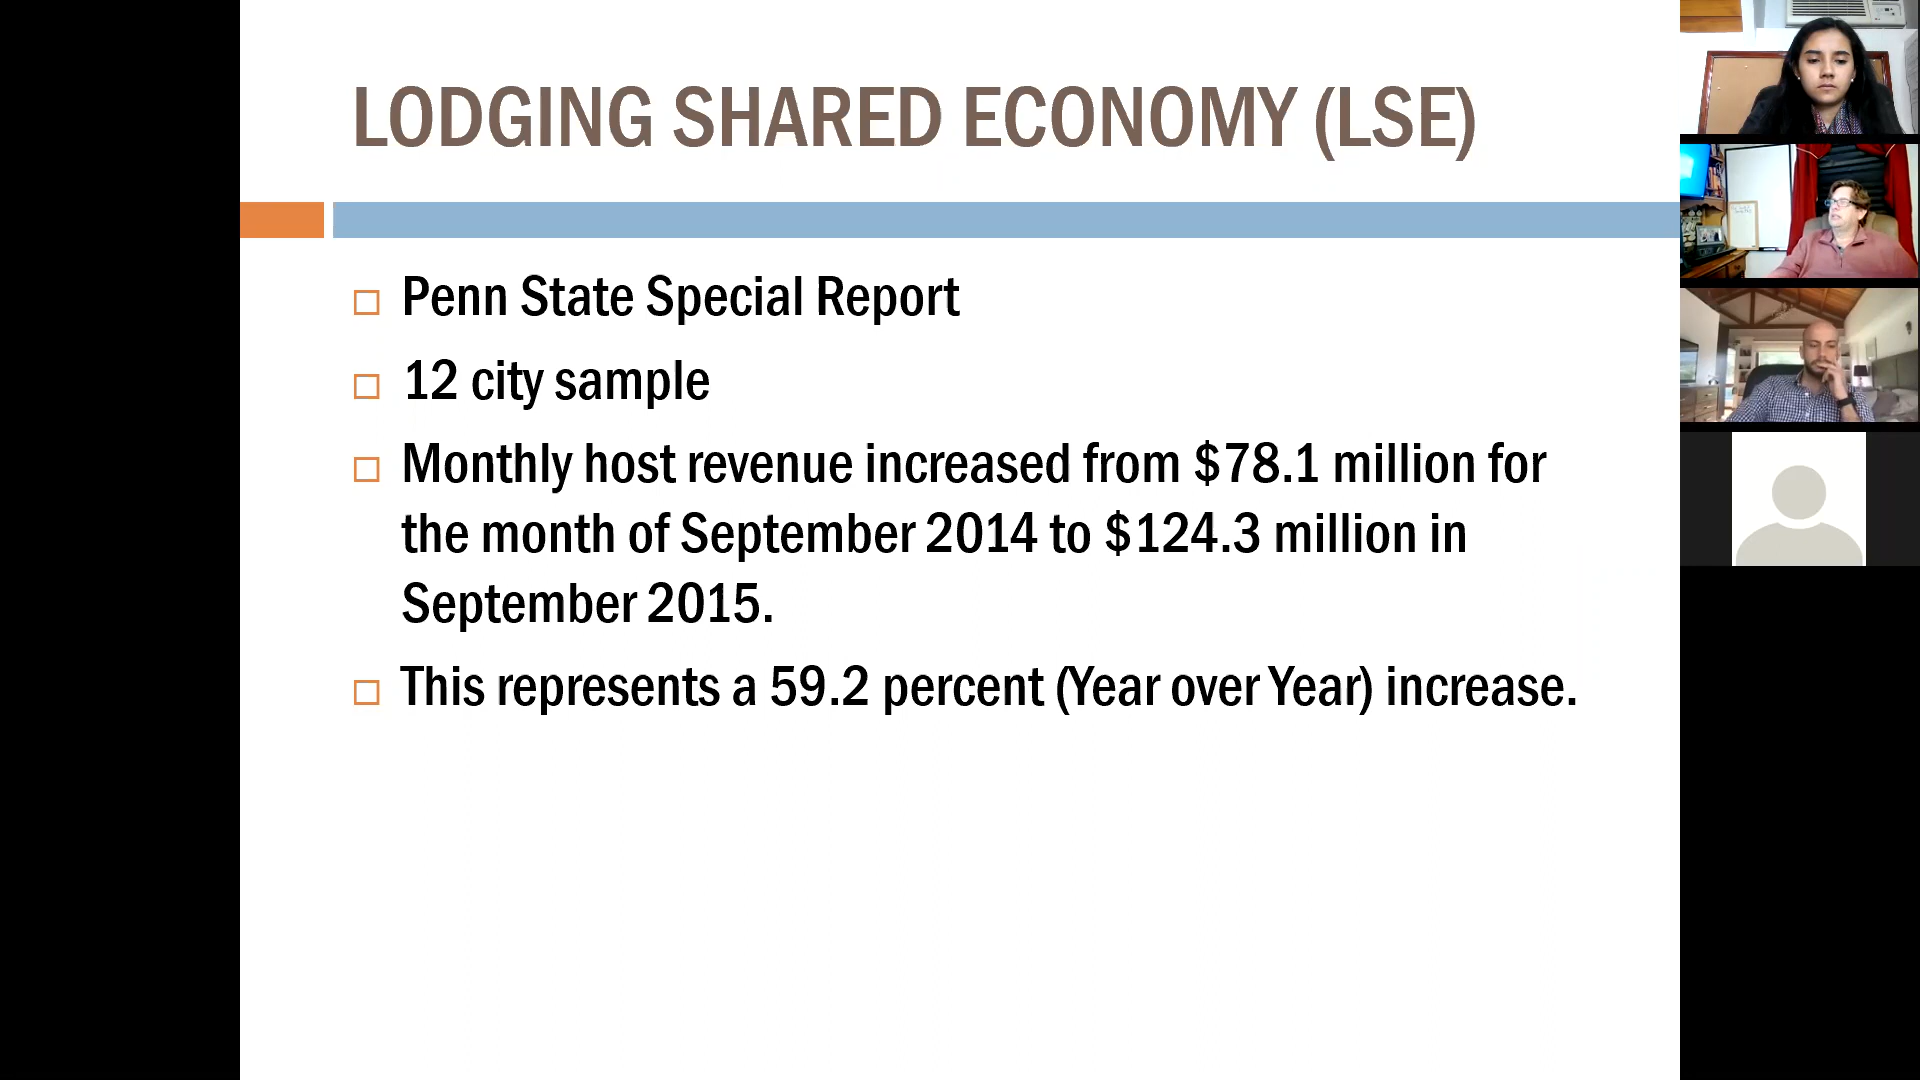 LODGING SHARED ECONOMY (LSE)
Penn State Special Report
12 city sample
Monthly host revenue increased from $78.1 million for
the month of September 2014 to $124.3 million in
September 2015.
This represents a 59.2 percent (Year over Year) increase.